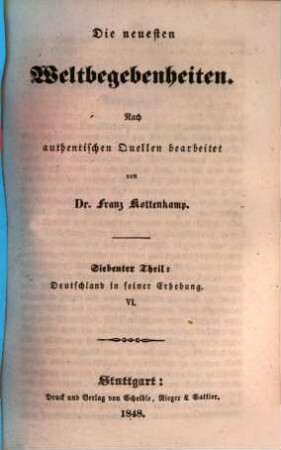 Die neuesten
Weltbegebenheiten.
Nach
authentischen Quellen bearbeitet
von
Dr. Franz Kottenkamp.
Siebenter Theil:
Deutschland in seiner Erhebung.
VI.
Stuttgart:
Druck und Verlag von Scheible, Rieger & Sattler.
1848.